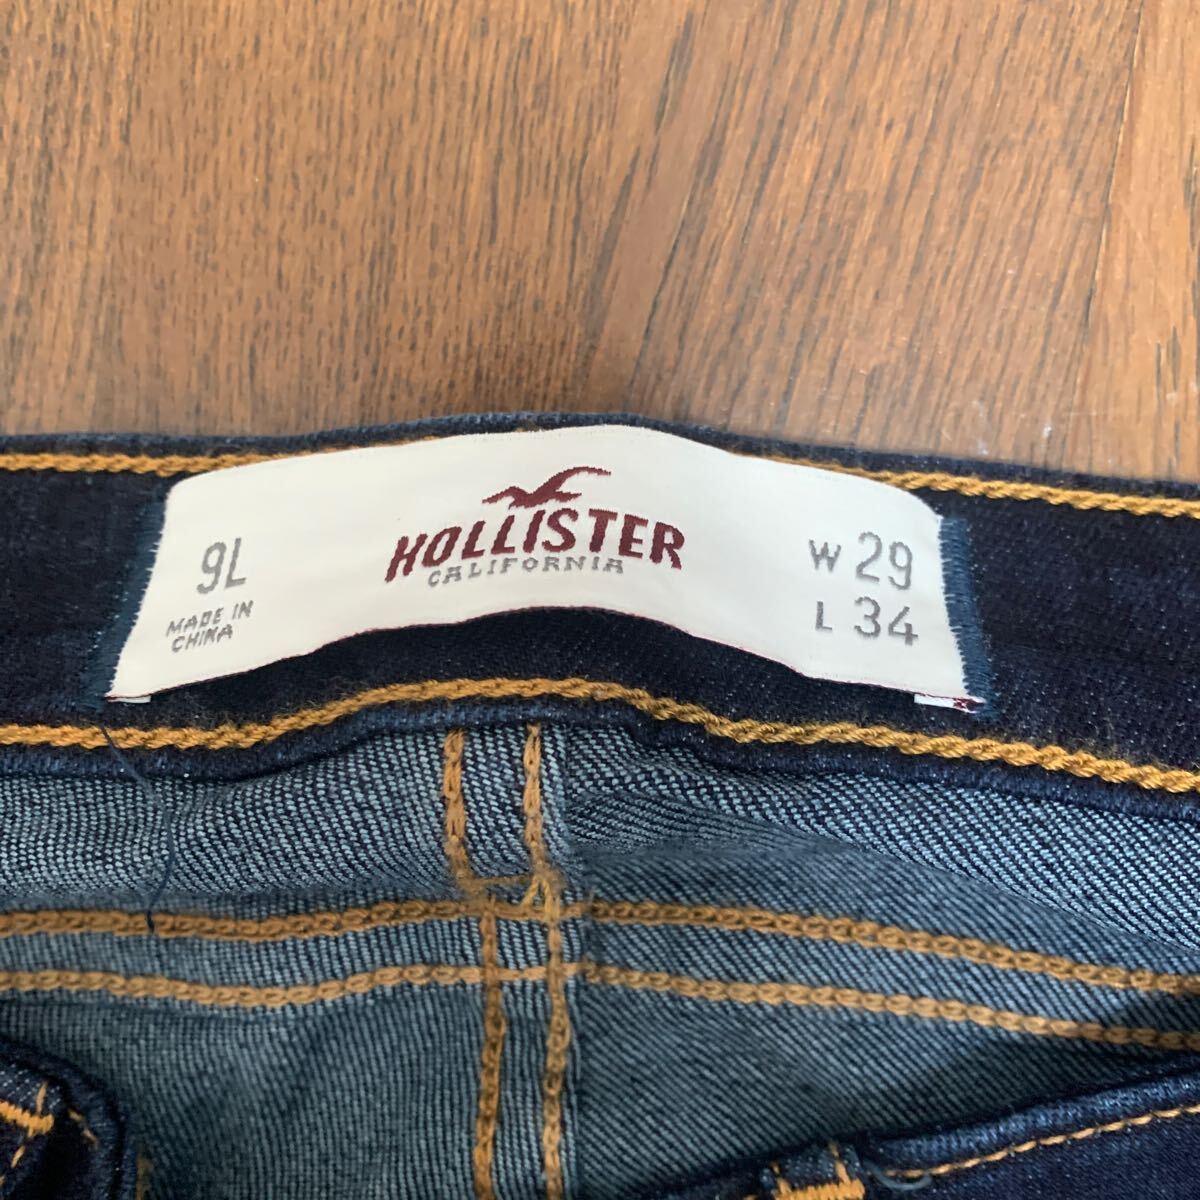 9L
MADE IN
CHINA
HOLLISTER
CALIFORNIA
W 29
L 34